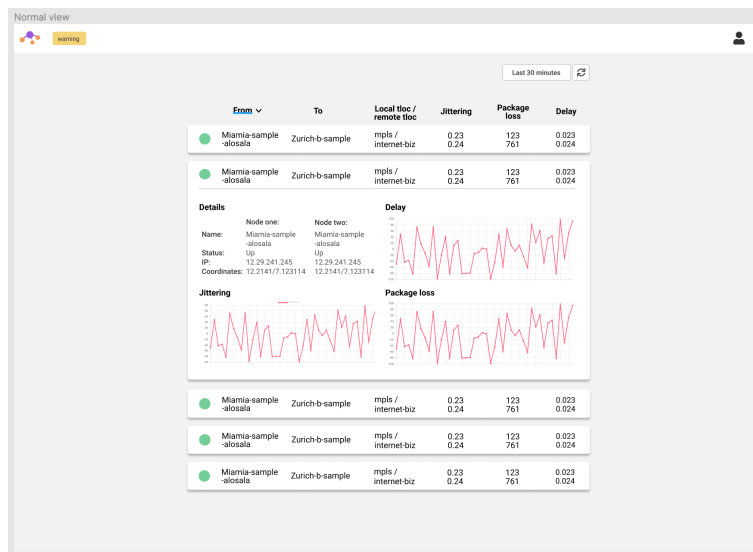 Normal view
warning
Last 30 minutes
From To Local tloc / remote tloc Jittering Package loss Delay
Miamia-sample -alosala Zurich-b-sample mpls / internet-biz 0.23 0.24 123 761 0.023 0.024
Miamia-sample -alosala Zurich-b-sample mpls / internet-biz 0.23 0.24 123 761 0.023 0.024
Details
Node one: Node two:
Name: Miamia-sample -alosala Miamia-sample -alosala
Status: Up Up
IP: 12.29.241.245 12.29.241.245
Coordinates: 12.2141/7.123114 12.2141/7.123114
Delay
Jittering
Package loss
Miamia-sample -alosala Zurich-b-sample mpls / internet-biz 0.23 0.24 123 761 0.023 0.024
Miamia-sample -alosala Zurich-b-sample mpls / internet-biz 0.23 0.24 123 761 0.023 0.024
Miamia-sample -alosala Zurich-b-sample mpls / internet-biz 0.23 0.24 123 761 0.023 0.024